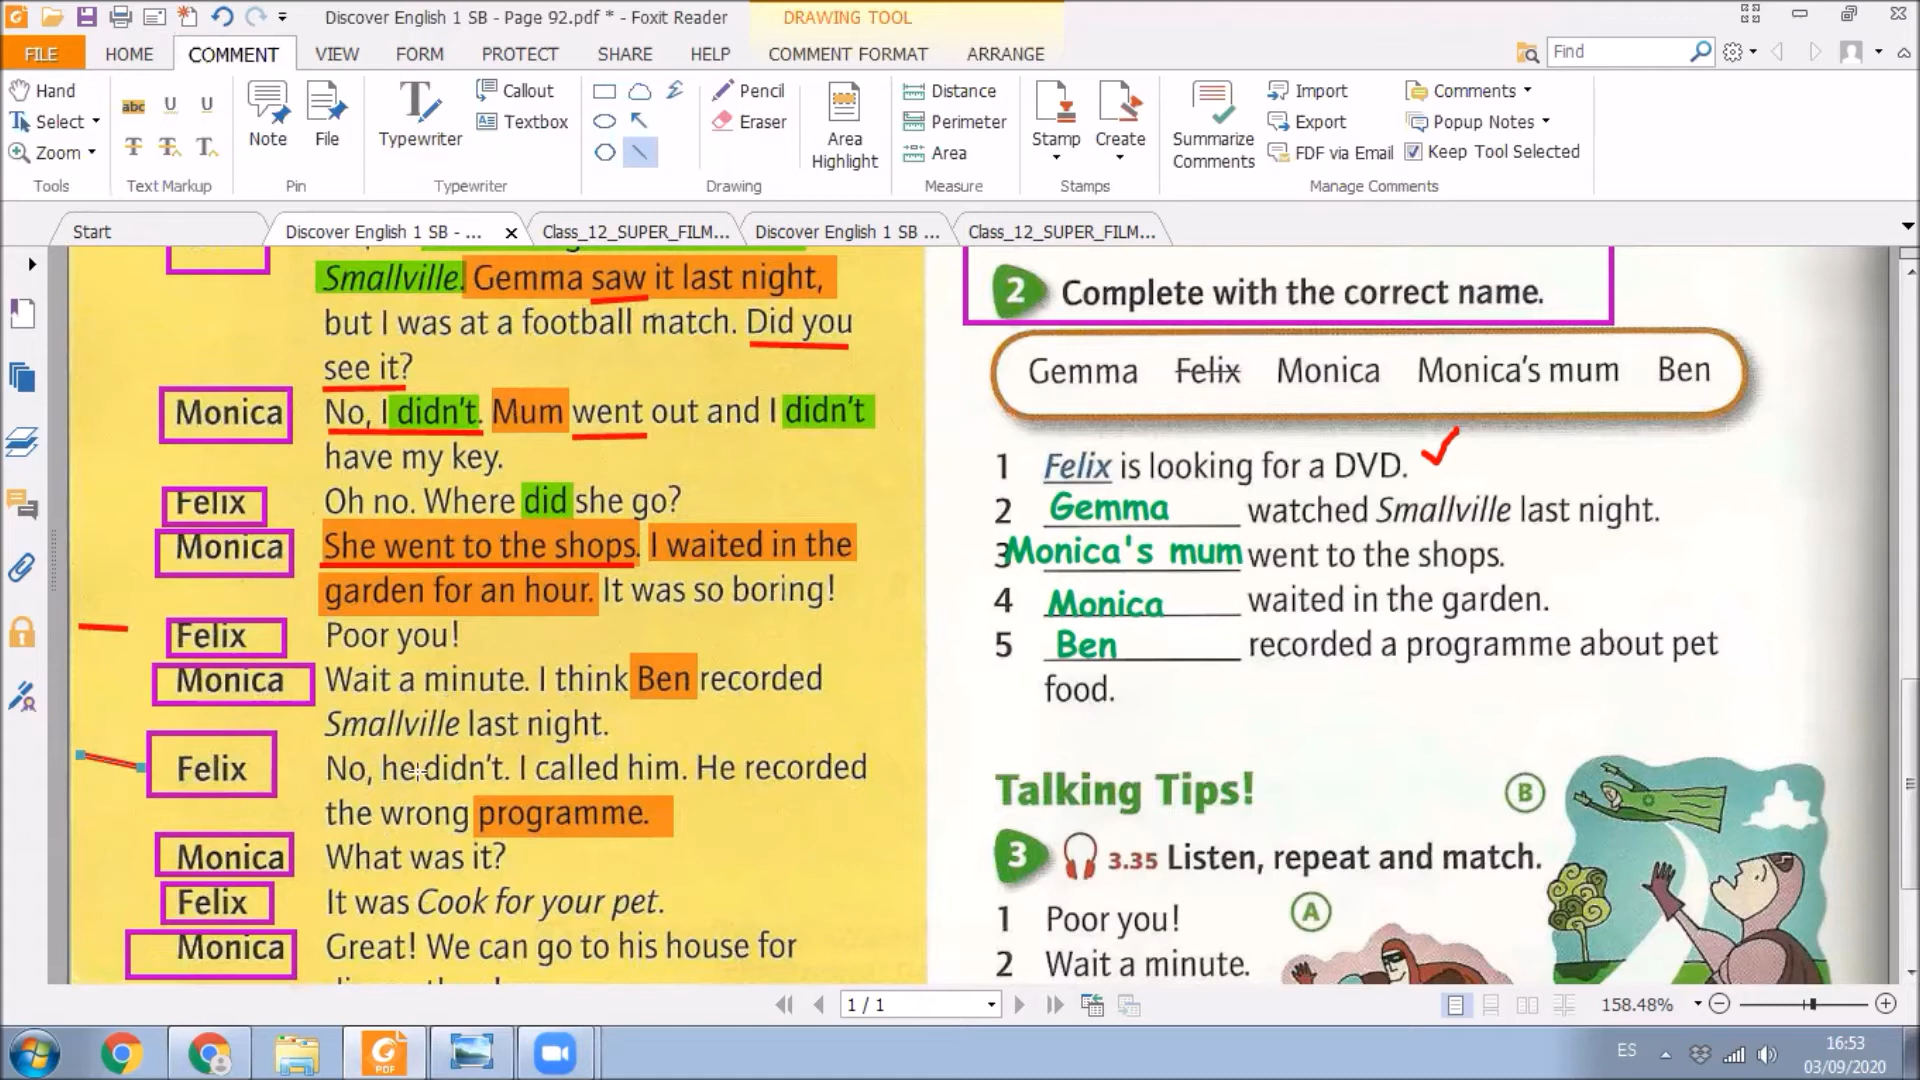 Discover English 1 SB - Page 92.pdf * - Foxit Reader
DRAWING TOOL
FILE HOME COMMENT VIEW FORM PROTECT SHARE HELP COMMENT FORMAT ARRANGE
Find
Hand
Select
Zoom
Tools
abc U U
T T T
Text Markup
Note
File
Pin
Typewriter
Callout
Textbox
Typewriter
Pencil
Eraser
Area
Highlight
Drawing
Distance
Perimeter
Area
Measure
Stamp
Create
Stamps
Summarize
Comments
Import
Export
FDF via Email
Comments
Popup Notes
Keep Tool Selected
Manage Comments
Start
Discover English 1 SB - ...
Class_12_SUPER_FILM...
Discover English 1 SB ...
Class_12_SUPER_FILM...
Smallville. Gemma saw it last night,
but I was at a football match. Did you
see it?
Monica No, I didn't. Mum went out and I didn't
have my key.
Felix Oh no. Where did she go?
Monica She went to the shops. I waited in the
garden for an hour. It was so boring!
Felix Poor you!
Monica Wait a minute. I think Ben recorded
Smallville last night.
Felix No, he didn't. I called him. He recorded
the wrong programme.
Monica What was it?
Felix It was Cook for your pet.
Monica Great! We can go to his house for
2 Complete with the correct name.
Gemma Felix Monica Monica's mum Ben
1 Felix is looking for a DVD.
2 Gemma watched Smallville last night.
3 Monica's mum went to the shops.
4 Monica waited in the garden.
5 Ben recorded a programme about pet
food.
Talking Tips!
B
3 3.35 Listen, repeat and match.
1 Poor you!
A
2 Wait a minute.
1 / 1
158.48%
PDF
ES
16:53
03/09/2020